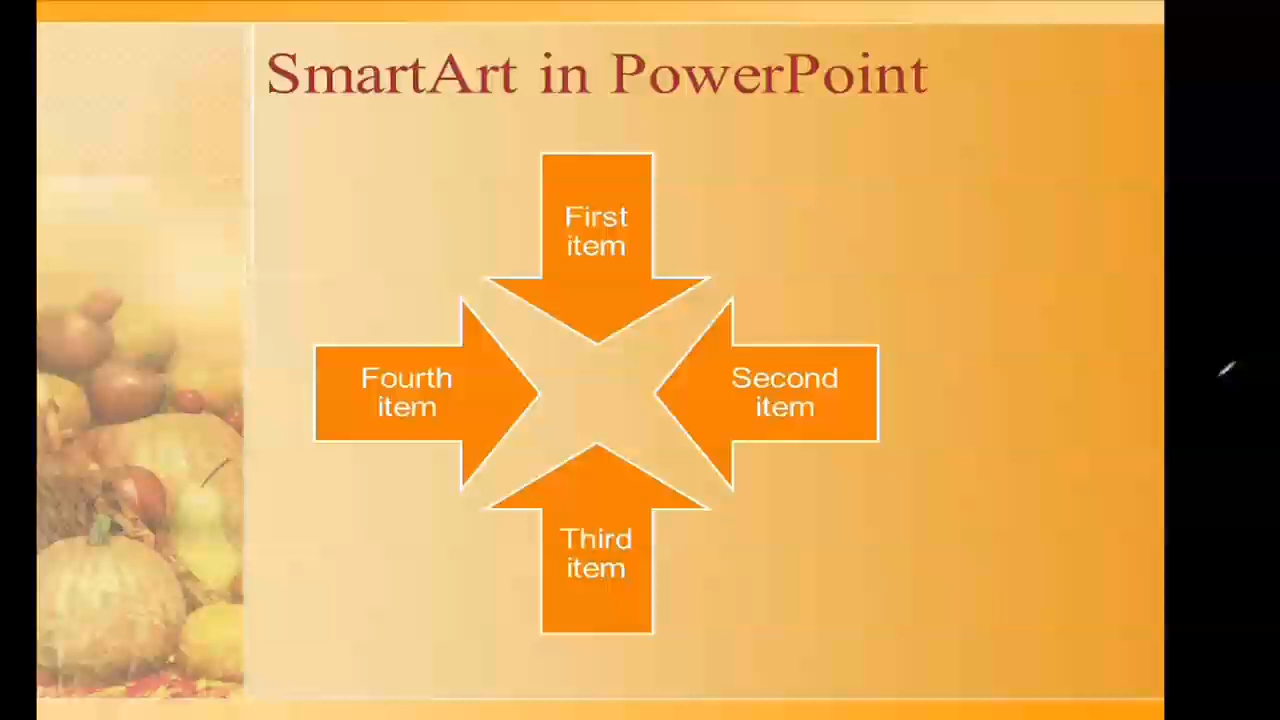 SmartArt in PowerPoint
First
item
Fourth
item
Second
item
Third
item